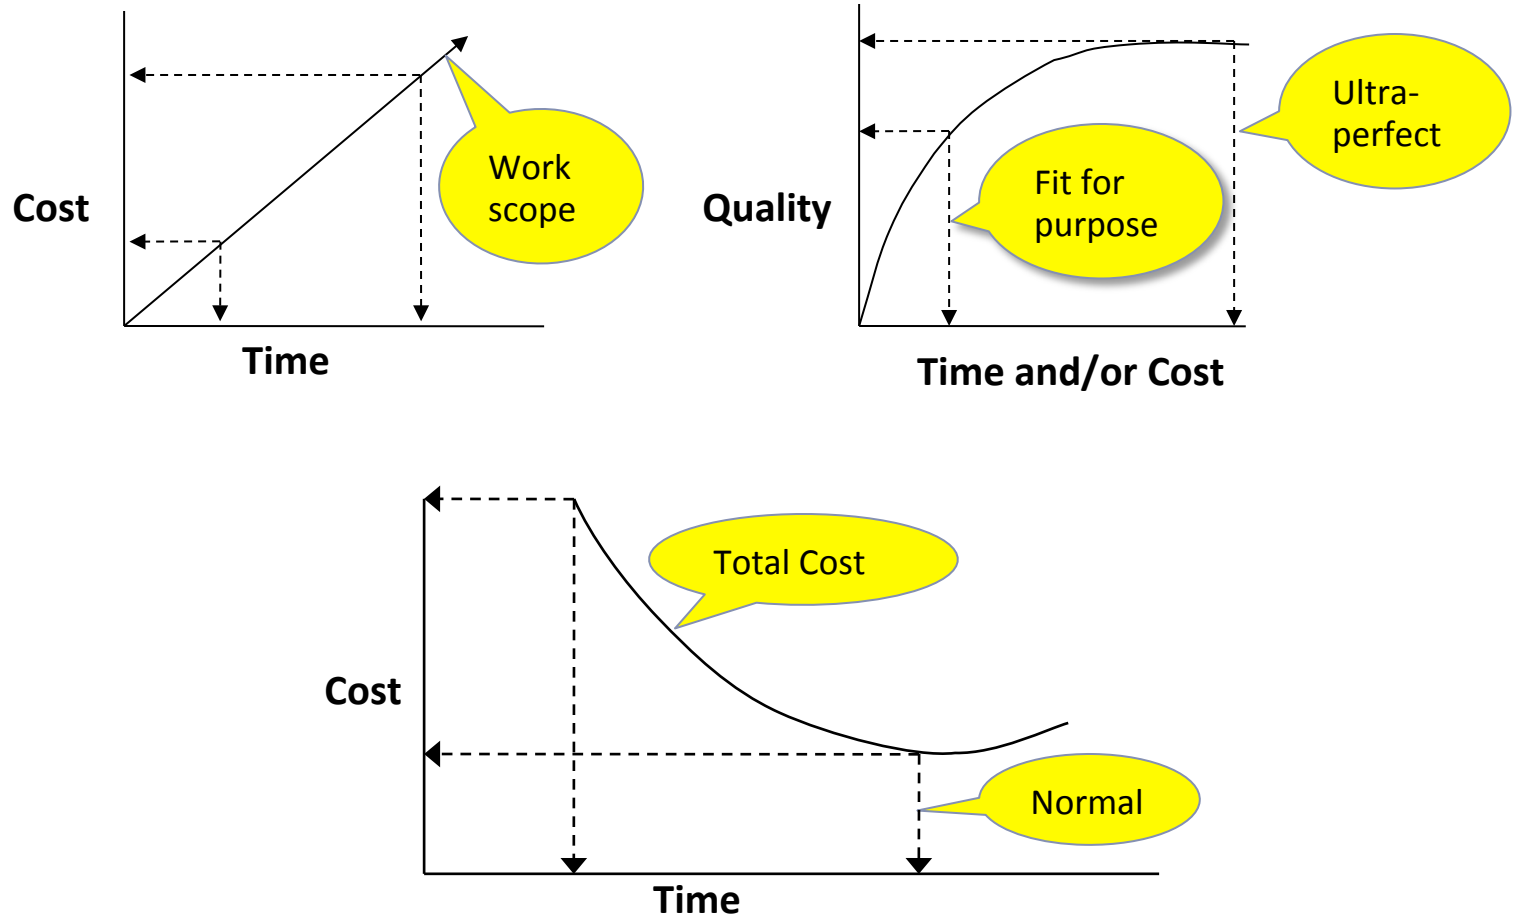 Cost
Work
scope
Time
Quality
Fit for
purpose
Ultra-
perfect
Time and/or Cost
Cost
Total Cost
Normal
Time